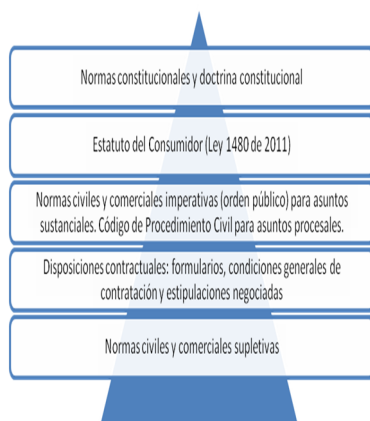 Normas constitucionales y doctrina constitucional
Estatuto del Consumidor (Ley 1480 de 2011)
Normas civiles y comerciales imperativas (orden público) para asuntos
sustanciales. Código de Procedimiento Civil para asuntos procesales.
Disposiciones contractuales: formularios, condiciones generales de
contratación y estipulaciones negociadas
Normas civiles y comerciales supletivas